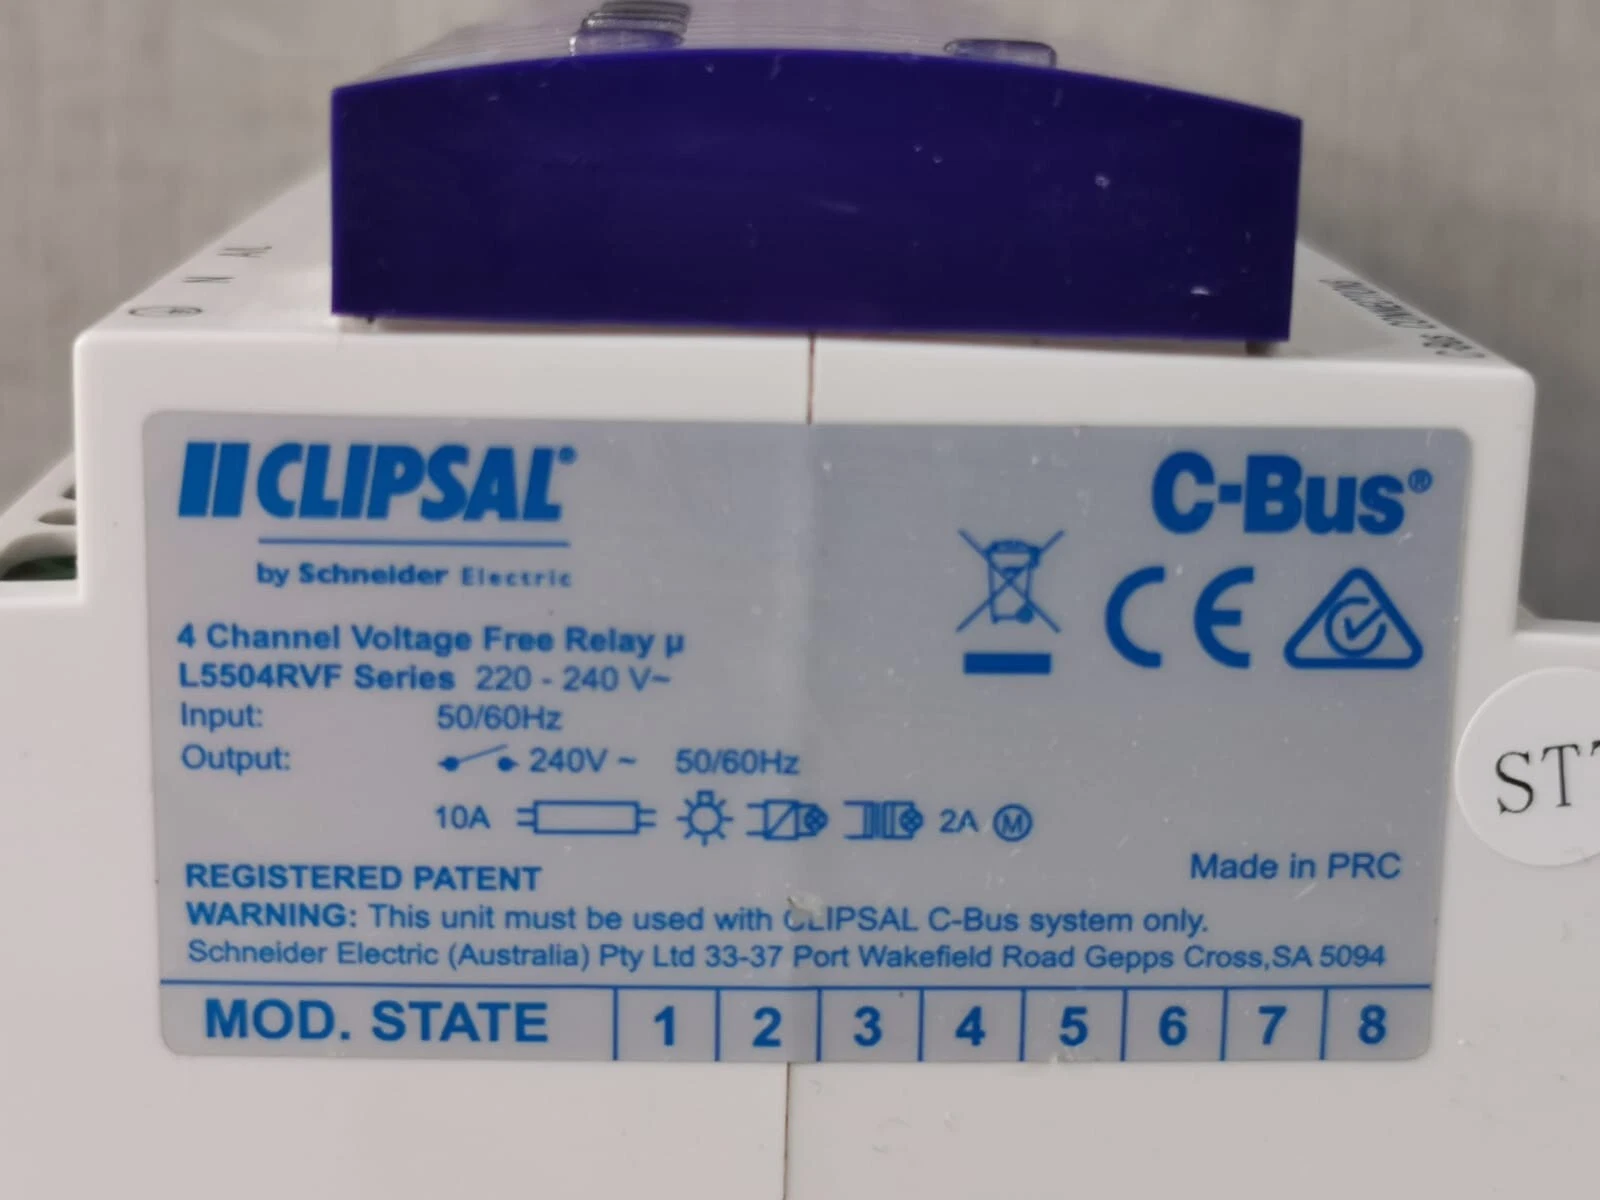 N A/L
C-Bus CONNECTIONS
CLIPSAL®
by Schneider Electric
C-Bus®
CE
4 Channel Voltage Free Relay µ
L5504RVF Series 220 - 240 V~
Input: 50/60Hz
Output: 240V ~ 50/60Hz
10A 2A M
Made in PRC
REGISTERED PATENT
WARNING: This unit must be used with CLIPSAL C-Bus system only.
Schneider Electric (Australia) Pty Ltd 33-37 Port Wakefield Road Gepps Cross,SA 5094
MOD. STATE 1 2 3 4 5 6 7 8